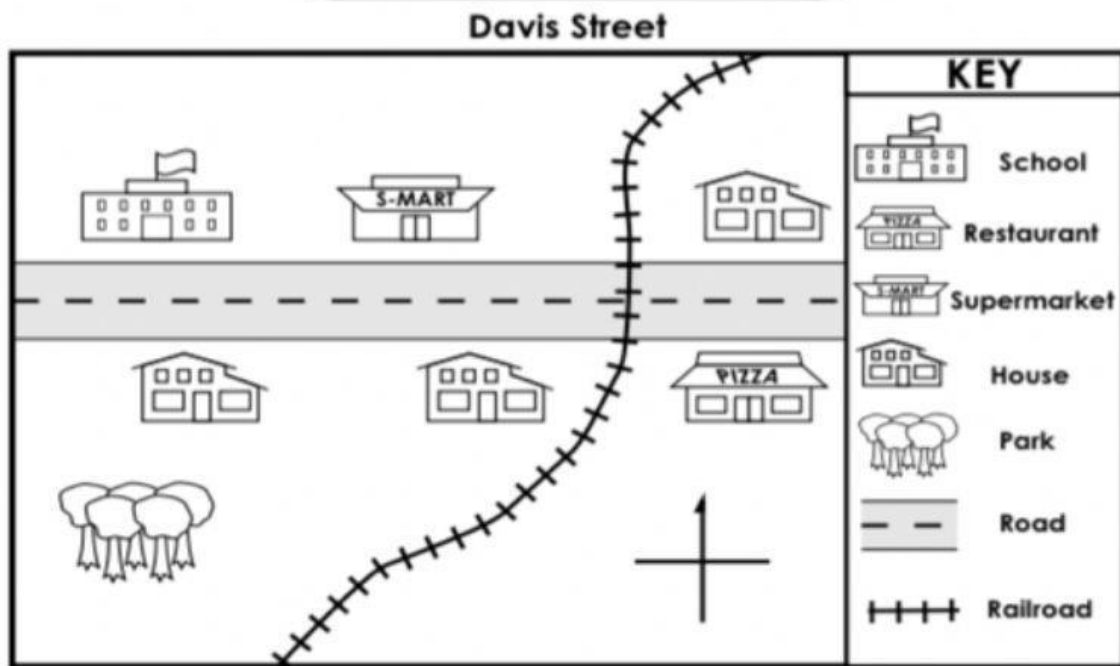 Davis Street
KEY
S-MART
School
PIZZA
Restaurant
S-MART
Supermarket
House
PIZZA
Park
Road
Railroad